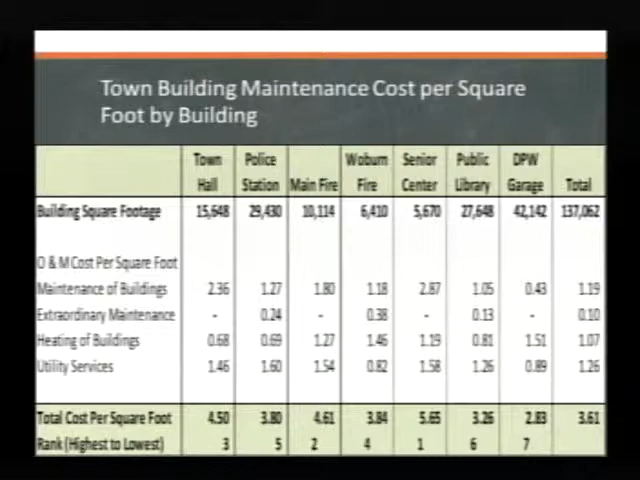 Town Building Maintenance Cost per Square
Foot by Building
Town Police Woburn Senior Public DPW
Hall Station Main Fire Fire Center Library Garage Total
Building Square Footage 15,648 29,430 10,114 6,410 5,670 27,648 42,142 137,062
O & M Cost Per Square Foot
Maintenance of Buildings 2.36 1.27 1.80 1.18 2.87 1.05 0.43 1.19
Extraordinary Maintenance - 0.24 - 0.38 - 0.13 - 0.10
Heating of Buildings 0.68 0.69 1.27 1.46 1.19 0.81 1.51 1.07
Utility Services 1.46 1.60 1.54 0.82 1.58 1.26 0.89 1.26
Total Cost Per Square Foot 4.50 3.80 4.61 3.84 5.65 3.26 2.83 3.61
Rank (Highest to Lowest) 3 5 2 4 1 6 7